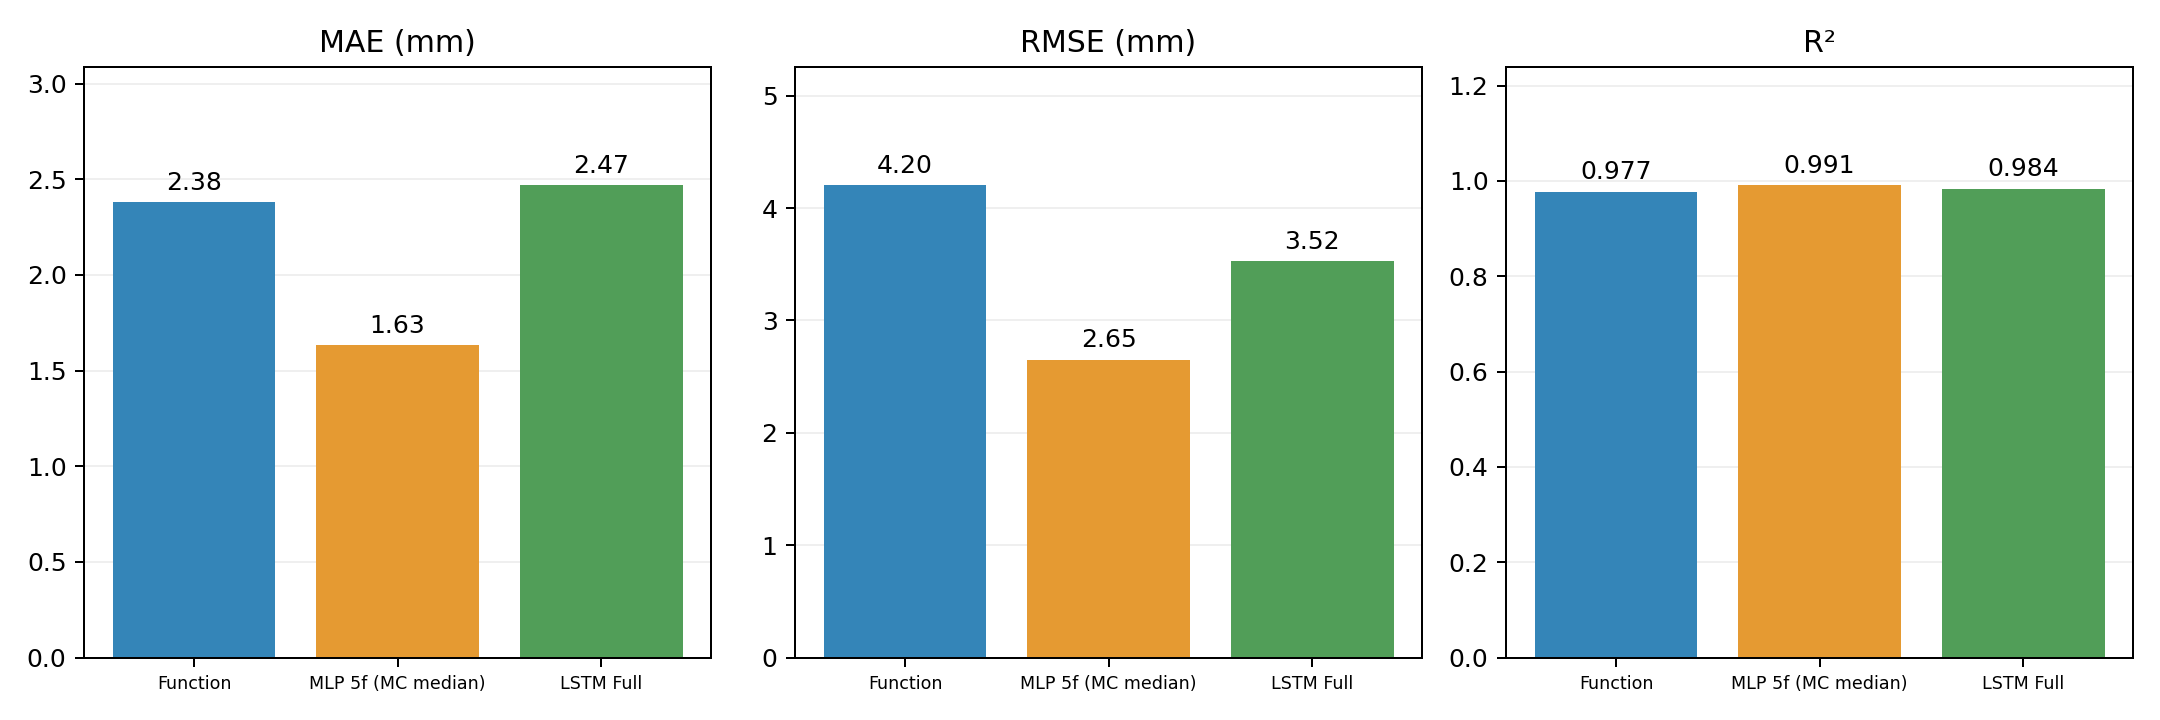 MAE (mm)
3.0
2.5
2.0
1.5
1.0
0.5
0.0
2.38
1.63
2.47
Function
MLP 5f (MC median)
LSTM Full
RMSE (mm)
5
4
3
2
1
0
4.20
2.65
3.52
Function
MLP 5f (MC median)
LSTM Full
R²
1.2
1.0
0.8
0.6
0.4
0.2
0.0
0.977
0.991
0.984
Function
MLP 5f (MC median)
LSTM Full